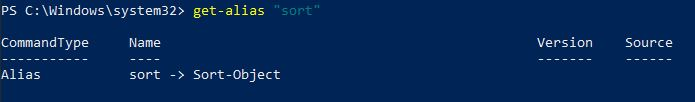 PS C:\Windows\system32> get-alias "sort"
CommandType     Name                                               Version    Source
-----------     ----                                               -------    ------
Alias           sort -> Sort-Object